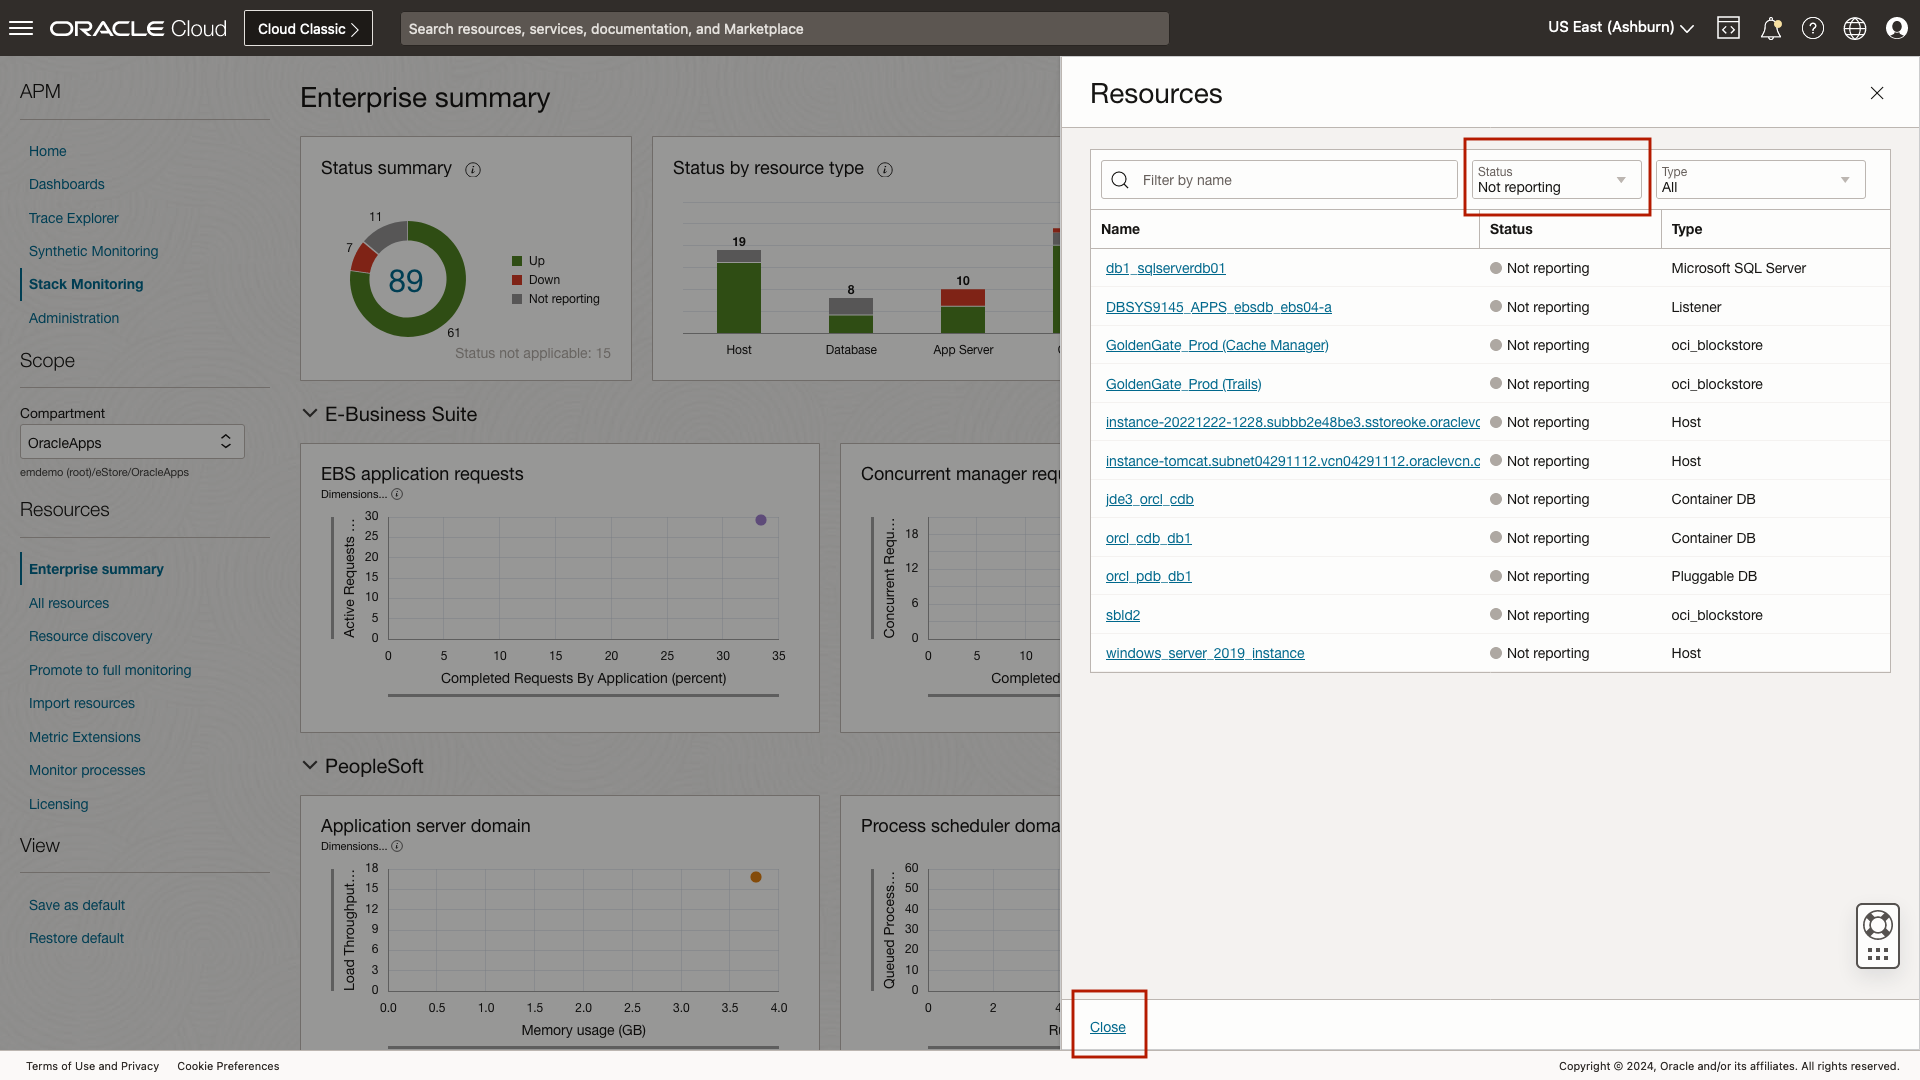 ORACLE Cloud
Cloud Classic
Search resources, services, documentation, and Marketplace
US East (Ashburn)
APM
Home
Dashboards
Trace Explorer
Synthetic Monitoring
Stack Monitoring
Administration
Scope
Compartment
OracleApps
emdemo (root)/eStore/OracleApps
Resources
Enterprise summary
All resources
Resource discovery
Promote to full monitoring
Import resources
Metric Extensions
Monitor processes
Licensing
View
Save as default
Restore default
Enterprise summary
Status summary
11
7
89
61
Up
Down
Not reporting
Status not applicable: 15
Status by resource type
19
8
10
Host
Database
App Server
E-Business Suite
EBS application requests
Dimensions...
Active Requests ...
30
25
20
15
10
5
0
0 5 10 15 20 25 30 35
Completed Requests By Application (percent)
Concurrent manager requ
Concurrent Requ...
18
12
6
0
0 5 10
Completed
PeopleSoft
Application server domain
Dimensions...
Load Throughput...
18
15
12
9
6
3
0
0.0 0.5 1.0 1.5 2.0 2.5 3.0 3.5 4.0
Memory usage (GB)
Process scheduler doma
Queued Process...
60
50
40
30
20
10
0
0 2 4
Ru
Resources
Filter by name
Status
Not reporting
Type
All
Name Status Type
db1_sqlserverdb01 Not reporting Microsoft SQL Server
DBSYS9145_APPS_ebsdb_ebs04-a Not reporting Listener
GoldenGate_Prod (Cache Manager) Not reporting oci_blockstore
GoldenGate_Prod (Trails) Not reporting oci_blockstore
instance-20221222-1228.subbb2e48be3.sstoreoke.oraclevc Not reporting Host
instance-tomcat.subnet04291112.vcn04291112.oraclevcn.c Not reporting Host
jde3_orcl_cdb Not reporting Container DB
orcl_cdb_db1 Not reporting Container DB
orcl_pdb_db1 Not reporting Pluggable DB
sbld2 Not reporting oci_blockstore
windows_server_2019_instance Not reporting Host
Close
Terms of Use and Privacy
Cookie Preferences
Copyright © 2024, Oracle and/or its affiliates. All rights reserved.